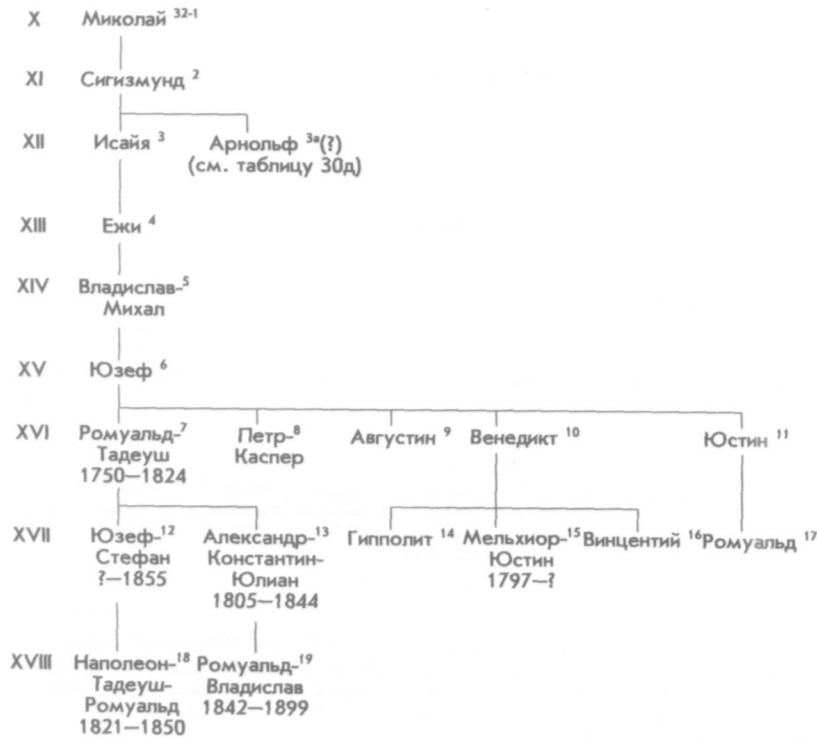 X Миколай 32-1
XI Сигизмунд 2
XII Исайя 3 Арнольф 3а(?)
(см. таблицу 30д)
XIII Ежи 4
XIV Владислав-5
Михал
XV Юзеф 6
XVI Ромуальд-7 Петр-8 Августин 9 Венедикт 10 Юстин 11
Тадеуш Каспер
1750—1824
XVII Юзеф-12 Александр-13 Гипполит 14 Мельхиор-15 Винцентий 16 Ромуальд 17
Стефан Константин- Юстин
?—1855 Юлиан 1797—?
1805—1844
XVIII Наполеон-18 Ромуальд-19
Тадеуш- Владислав
Ромуальд 1842—1899
1821—1850